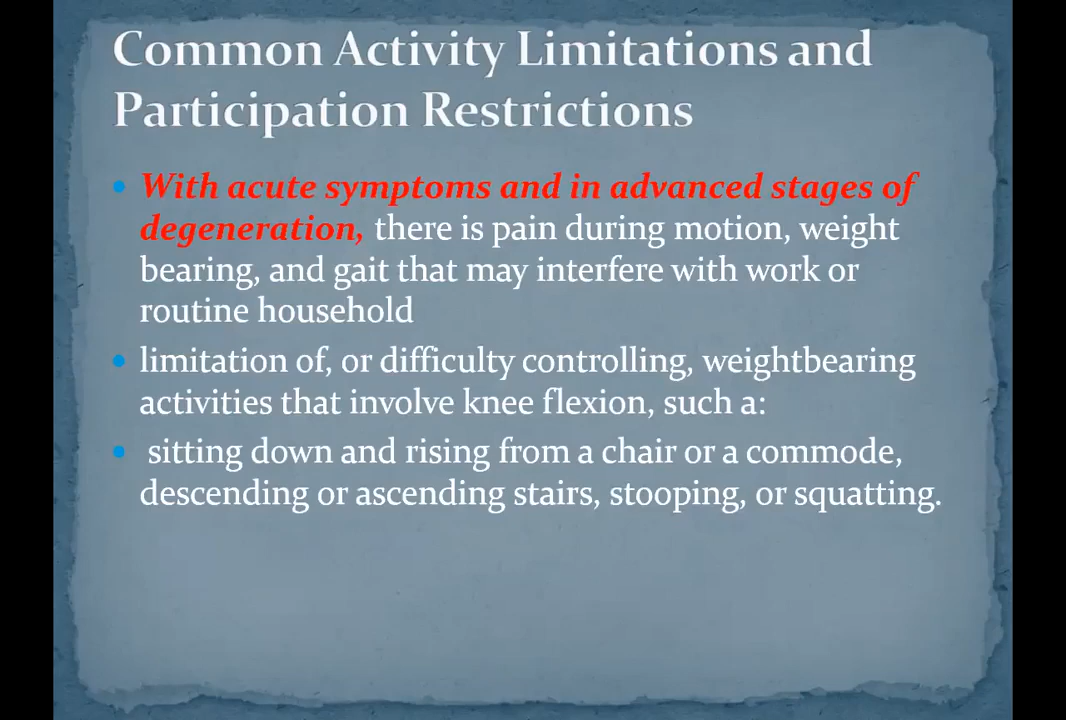 Common Activity Limitations and
Participation Restrictions
• With acute symptoms and in advanced stages of
degeneration, there is pain during motion, weight
bearing, and gait that may interfere with work or
routine household
• limitation of, or difficulty controlling, weightbearing
activities that involve knee flexion, such a:
• sitting down and rising from a chair or a commode,
descending or ascending stairs, stooping, or squatting.